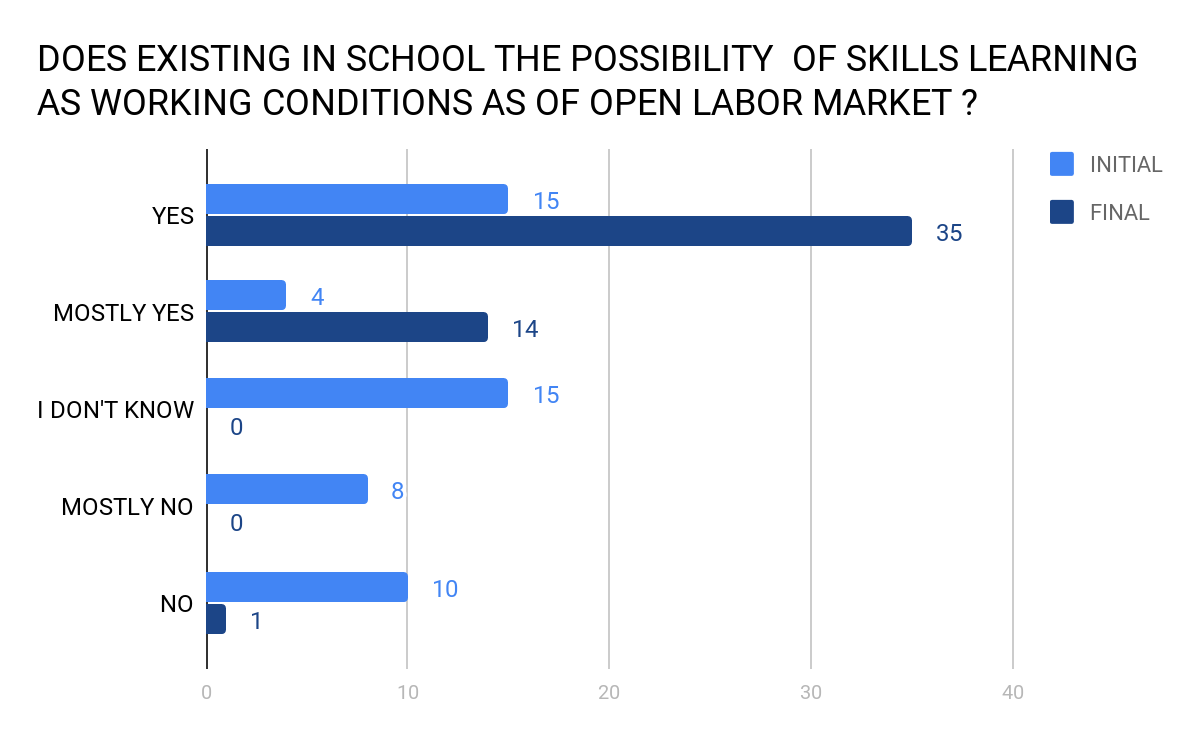 DOES EXISTING IN SCHOOL THE POSSIBILITY  OF SKILLS LEARNING
AS WORKING CONDITIONS AS OF OPEN LABOR MARKET ?
INITIAL
FINAL
YES
15
35
MOSTLY YES
4
14
I DON'T KNOW
15
0
MOSTLY NO
8
0
NO
10
1
0 10 20 30 40